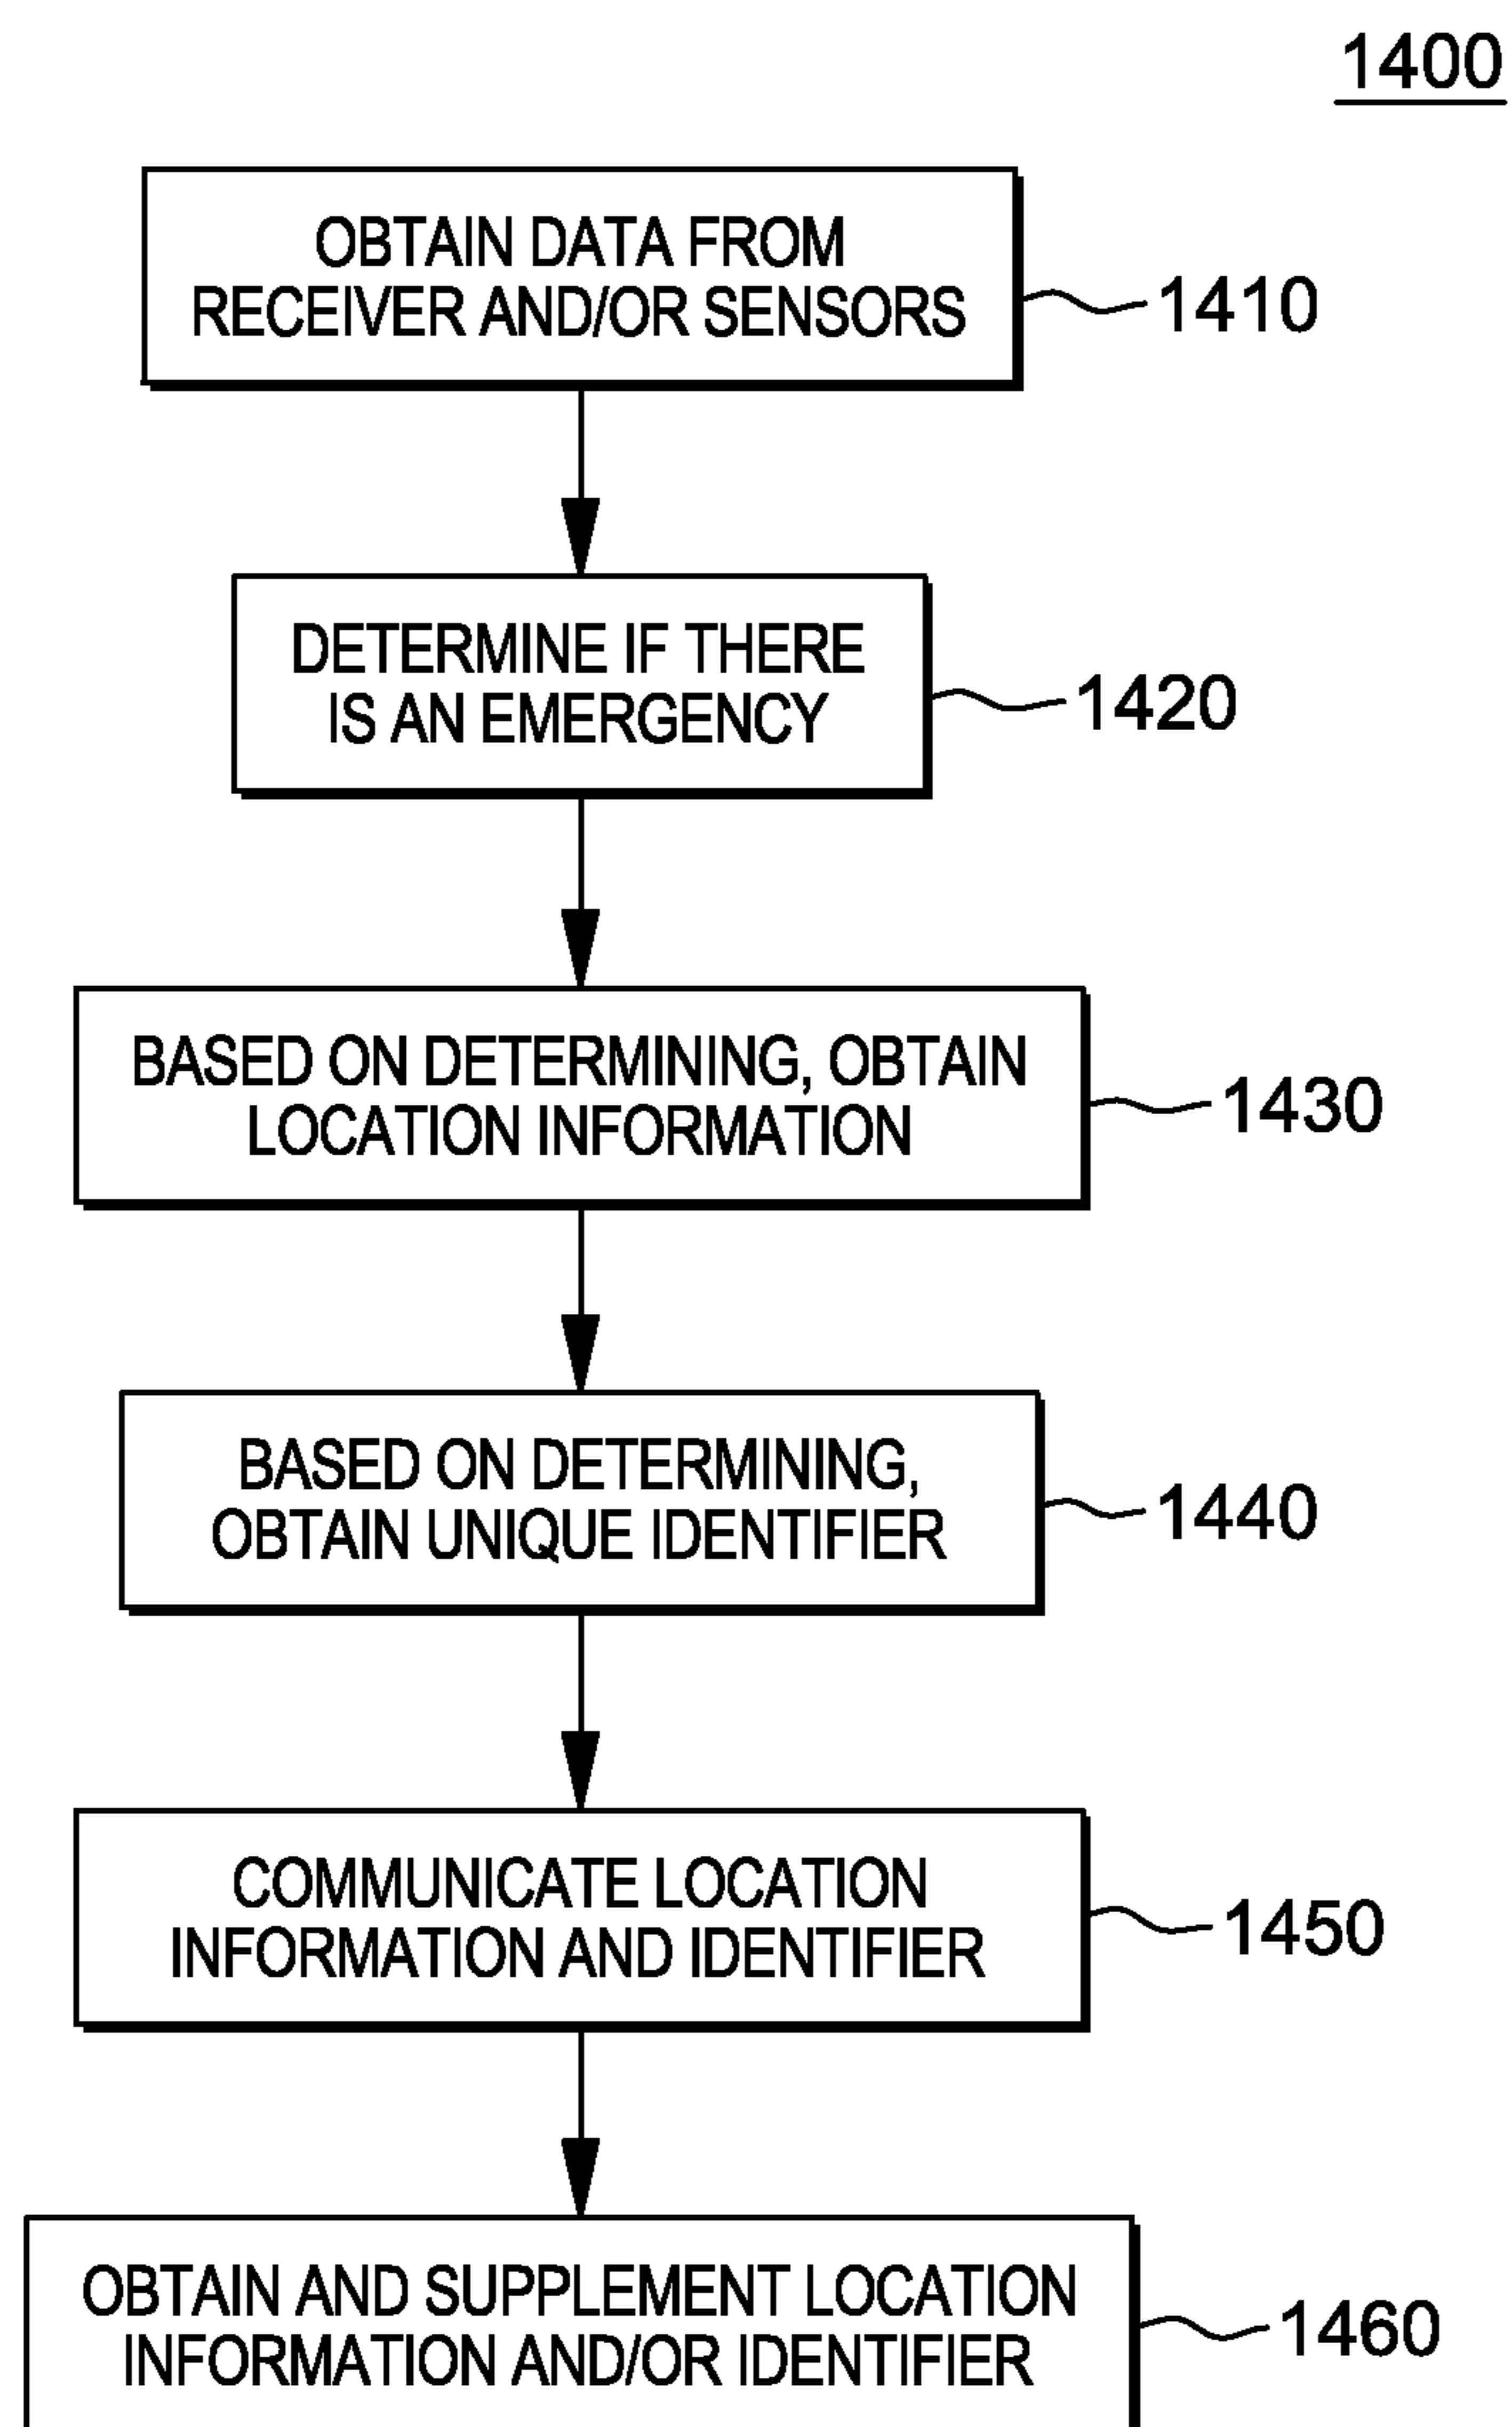 1400
OBTAIN DATA FROM
RECEIVER AND/OR SENSORS
1410
DETERMINE IF THERE
IS AN EMERGENCY
1420
BASED ON DETERMINING, OBTAIN
LOCATION INFORMATION
1430
BASED ON DETERMINING,
OBTAIN UNIQUE IDENTIFIER
1440
COMMUNICATE LOCATION
INFORMATION AND IDENTIFIER
1450
OBTAIN AND SUPPLEMENT LOCATION
INFORMATION AND/OR IDENTIFIER
1460